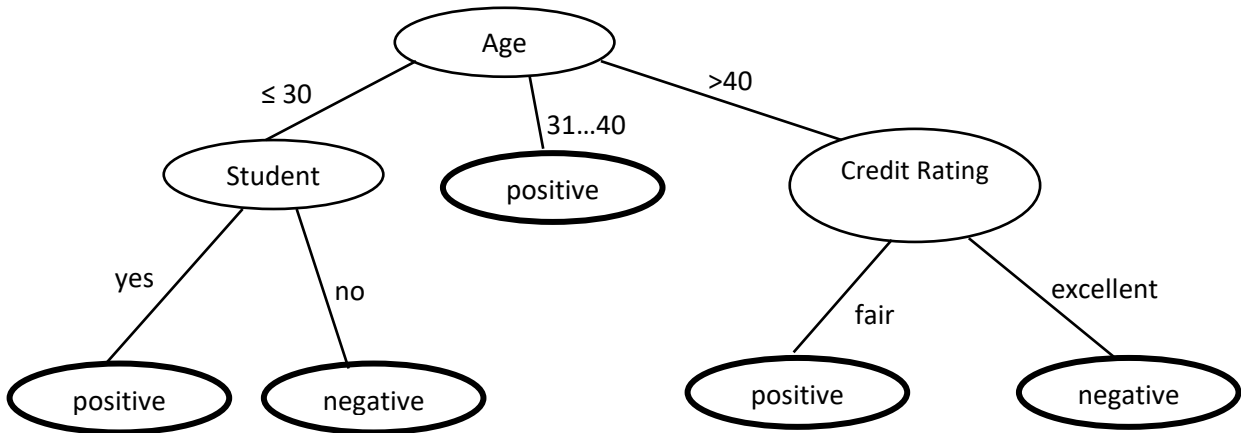 Age
≤ 30
31...40
>40
Student
positive
Credit Rating
yes
no
fair
excellent
positive
negative
positive
negative